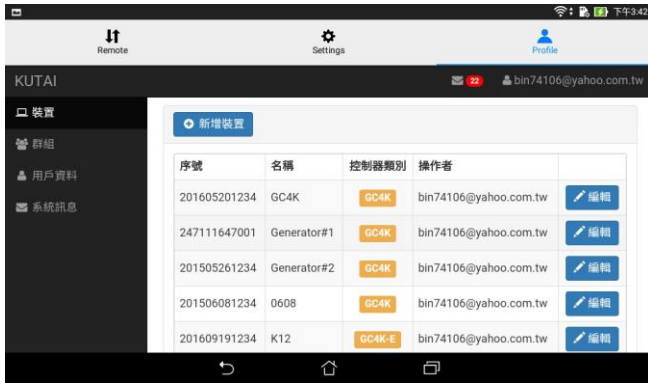 下午3:42
Remote
Settings
Profile
KUTAI
22
bin74106@yahoo.com.tw
裝置
群組
用戶資料
系統訊息
新增裝置
序號 名稱 控制器類別 操作者
201605201234 GC4K GC4K bin74106@yahoo.com.tw 編輯
247111647001 Generator#1 GC4K bin74106@yahoo.com.tw 編輯
201505261234 Generator#2 GC4K bin74106@yahoo.com.tw 編輯
201506081234 0608 GC4K bin74106@yahoo.com.tw 編輯
201609191234 K12 GC4K-E bin74106@yahoo.com.tw 編輯